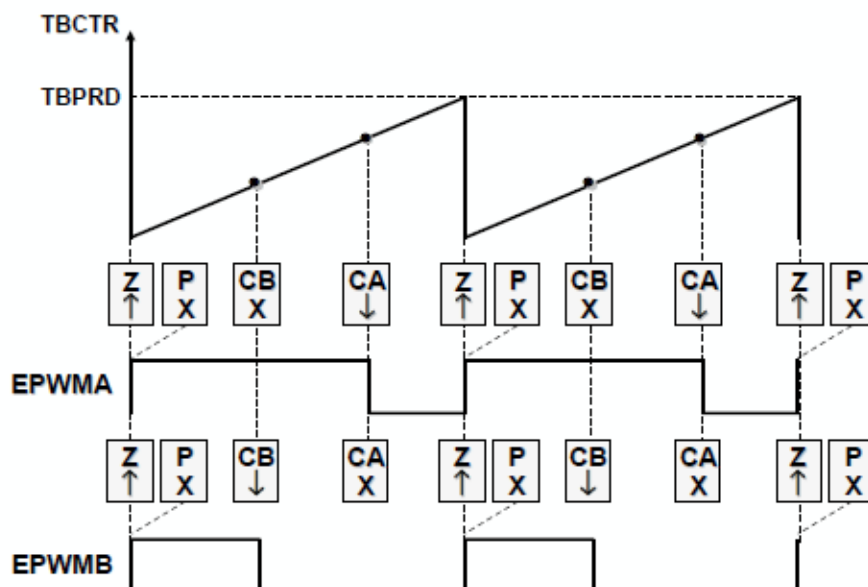 TBCTR
TBPRD
Z P CB CA Z P CB CA Z P
↑ X X ↓ ↑ X X ↓ ↑ X
EPWMA
Z P CB CA Z P CB CA Z P
↑ X ↓ X ↑ X ↓ X ↑ X
EPWMB